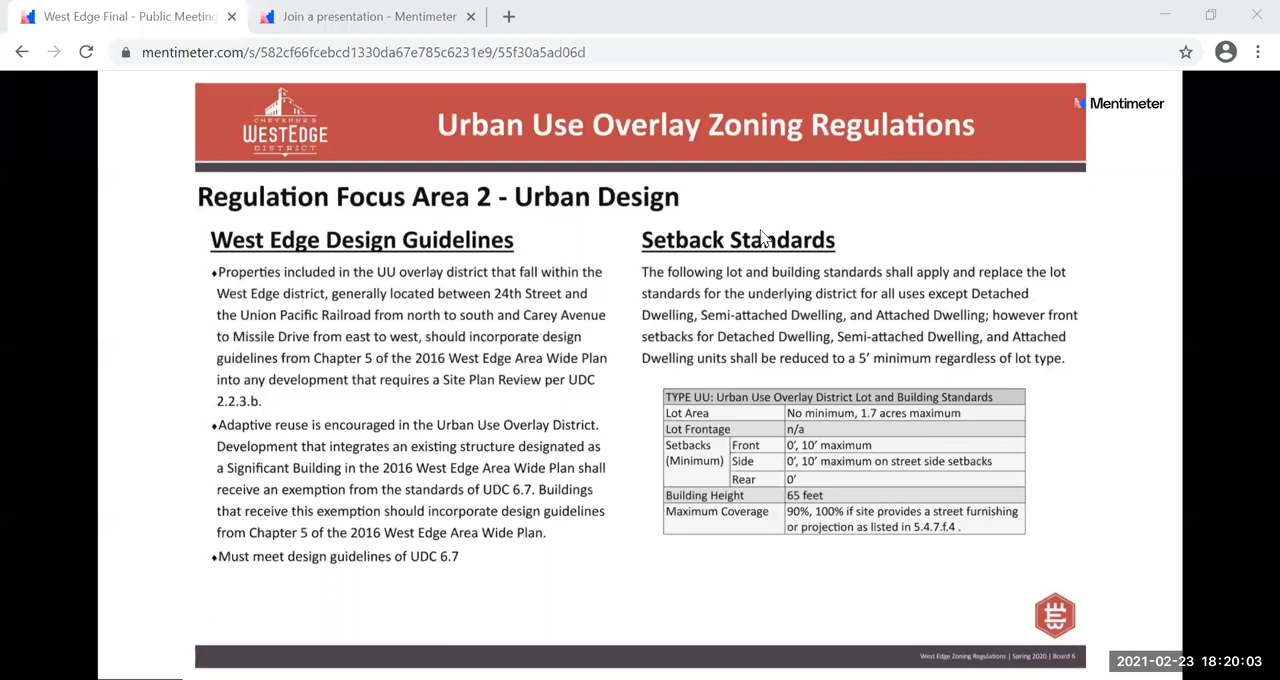 West Edge Final - Public Meeting
Join a presentation - Mentimeter
mentimeter.com/s/582cf66fcebcd1330da67e785c6231e9/55f30a5ad06d
CHEYENNE'S
WESTEDGE
DISTRICT
Urban Use Overlay Zoning Regulations
Mentimeter
Regulation Focus Area 2 - Urban Design
West Edge Design Guidelines
♦Properties included in the UU overlay district that fall within the
West Edge district, generally located between 24th Street and
the Union Pacific Railroad from north to south and Carey Avenue
to Missile Drive from east to west, should incorporate design
guidelines from Chapter 5 of the 2016 West Edge Area Wide Plan
into any development that requires a Site Plan Review per UDC
2.2.3.b.
♦Adaptive reuse is encouraged in the Urban Use Overlay District.
Development that integrates an existing structure designated as
a Significant Building in the 2016 West Edge Area Wide Plan shall
receive an exemption from the standards of UDC 6.7. Buildings
that receive this exemption should incorporate design guidelines
from Chapter 5 of the 2016 West Edge Area Wide Plan.
♦Must meet design guidelines of UDC 6.7
Setback Standards
The following lot and building standards shall apply and replace the lot
standards for the underlying district for all uses except Detached
Dwelling, Semi-attached Dwelling, and Attached Dwelling; however front
setbacks for Detached Dwelling, Semi-attached Dwelling, and Attached
Dwelling units shall be reduced to a 5' minimum regardless of lot type.
TYPE UU: Urban Use Overlay District Lot and Building Standards
Lot Area No minimum, 1.7 acres maximum
Lot Frontage n/a
Setbacks Front 0', 10' maximum
(Minimum) Side 0', 10' maximum on street side setbacks
Rear 0'
Building Height 65 feet
Maximum Coverage 90%, 100% if site provides a street furnishing
or projection as listed in 5.4.7.f.4 .
West Edge Zoning Regulations | Spring 2020 | Board 6
2021-02-23 18:20:03